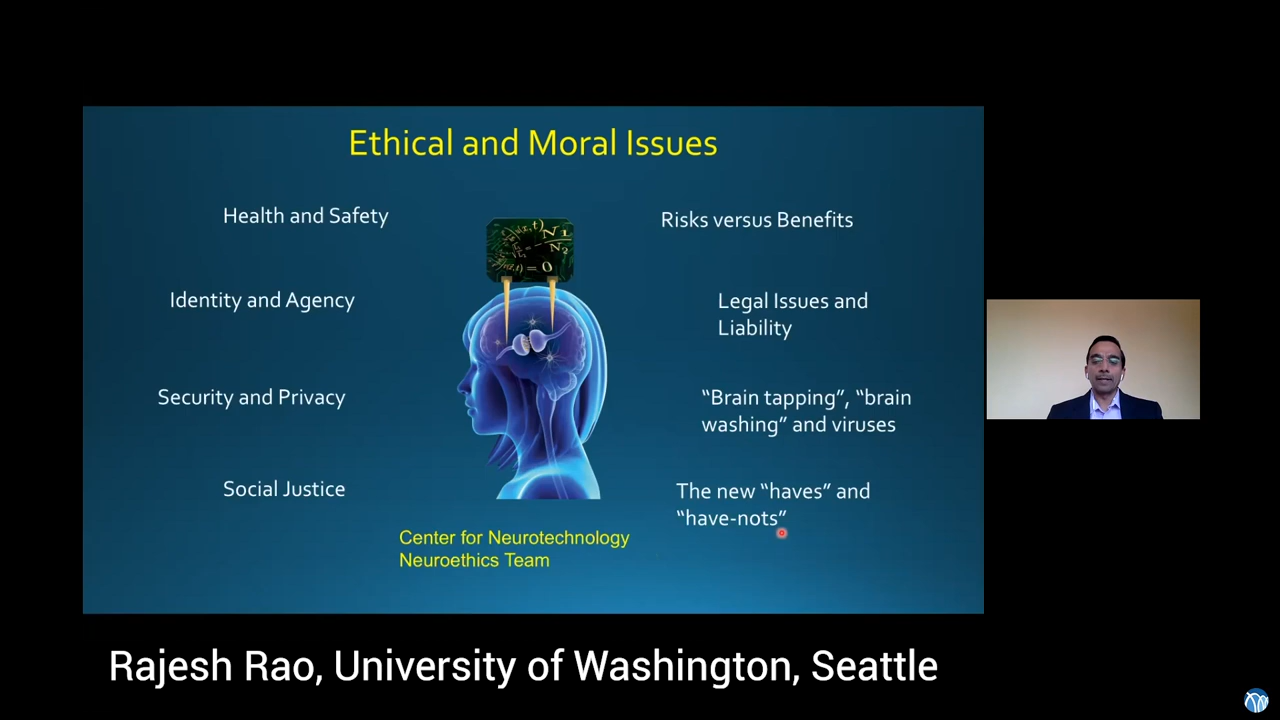 Ethical and Moral Issues
Health and Safety
Risks versus Benefits
Identity and Agency
Legal Issues and
Liability
Security and Privacy
“Brain tapping”, “brain
washing” and viruses
Social Justice
The new “haves” and
“have-nots”
Center for Neurotechnology
Neuroethics Team
Rajesh Rao, University of Washington, Seattle